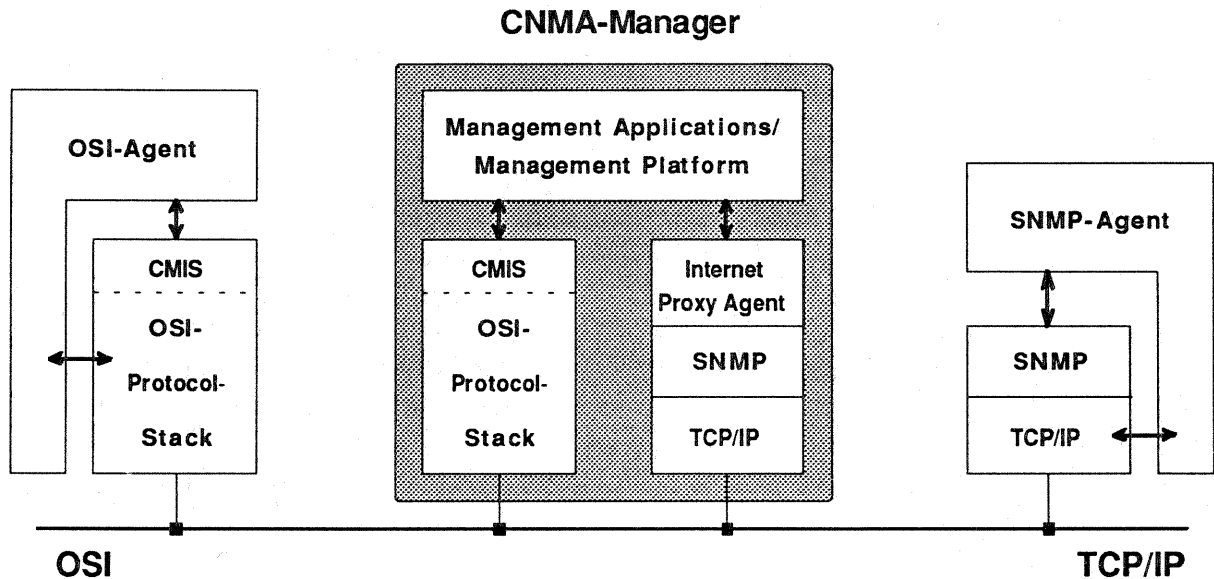 CNMA-Manager
OSI-Agent
CMIS
OSI-
Protocol-
Stack
Management Applications/
Management Platform
CMIS
OSI-
Protocol-
Stack
Internet
Proxy Agent
SNMP
TCP/IP
SNMP-Agent
SNMP
TCP/IP
OSI
TCP/IP